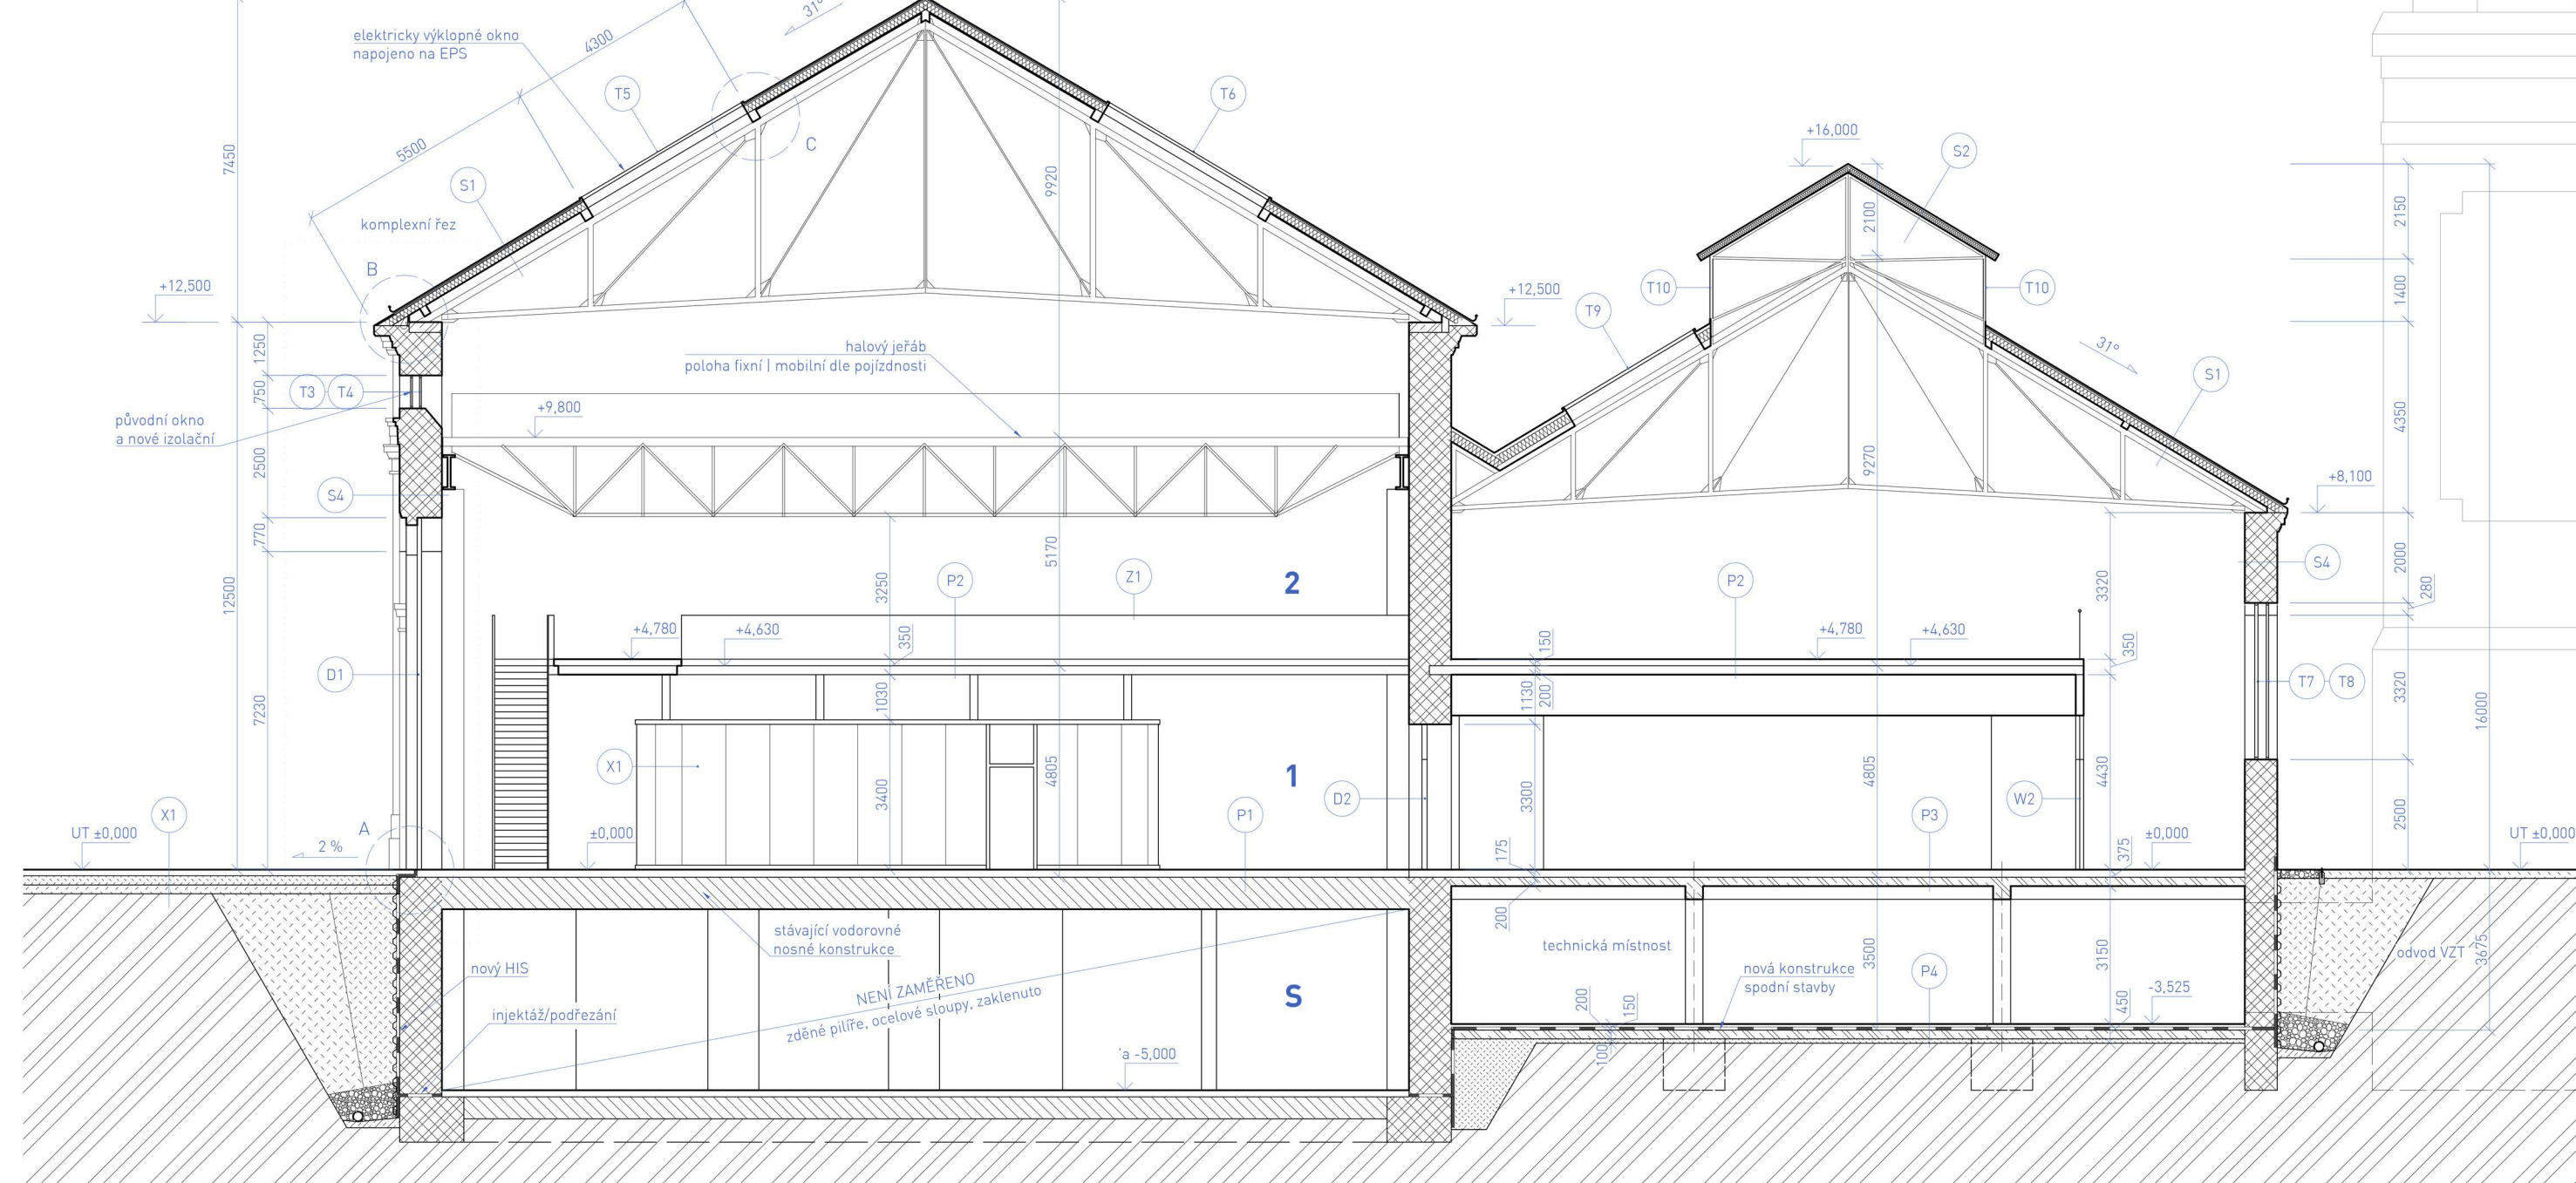 31°
elektricky výklopné okno
napojeno na EPS
4300
T5
T6
C
5500
7450
S1
komplexní řez
B
9920
+12,500
+16,000
S2
2100
2150
T10
T10
1400
+12,500
T9
31°
S1
4350
1250
750
T3
T4
původní okno
a nové izolační
halový jeřáb
poloha fixní | mobilní dle pojízdnosti
+9,800
2500
S4
770
9270
+8,100
12500
5170
3250
P2
Z1
2
P2
3320
2000
280
S4
D1
+4,780
+4,630
350
150
+4,780
+4,630
350
7230
1030
1130
200
T7
T8
3320
16000
X1
3400
4805
1
D2
3300
4805
W2
4430
X1
P1
P3
2500
UT ±0,000
A
2 %
±0,000
175
375
±0,000
UT ±0,000
200
stávající vodorovné
nosné konstrukce
technická místnost
3500
3150
odvod VZT
3675
nový HIS
NENÍ ZAMĚŘENO
zděné pilíře, ocelové sloupy, zaklenuto
S
nová konstrukce
spodní stavby
P4
-3,525
injektáž/podřezání
200
150
450
'a -5,000
100